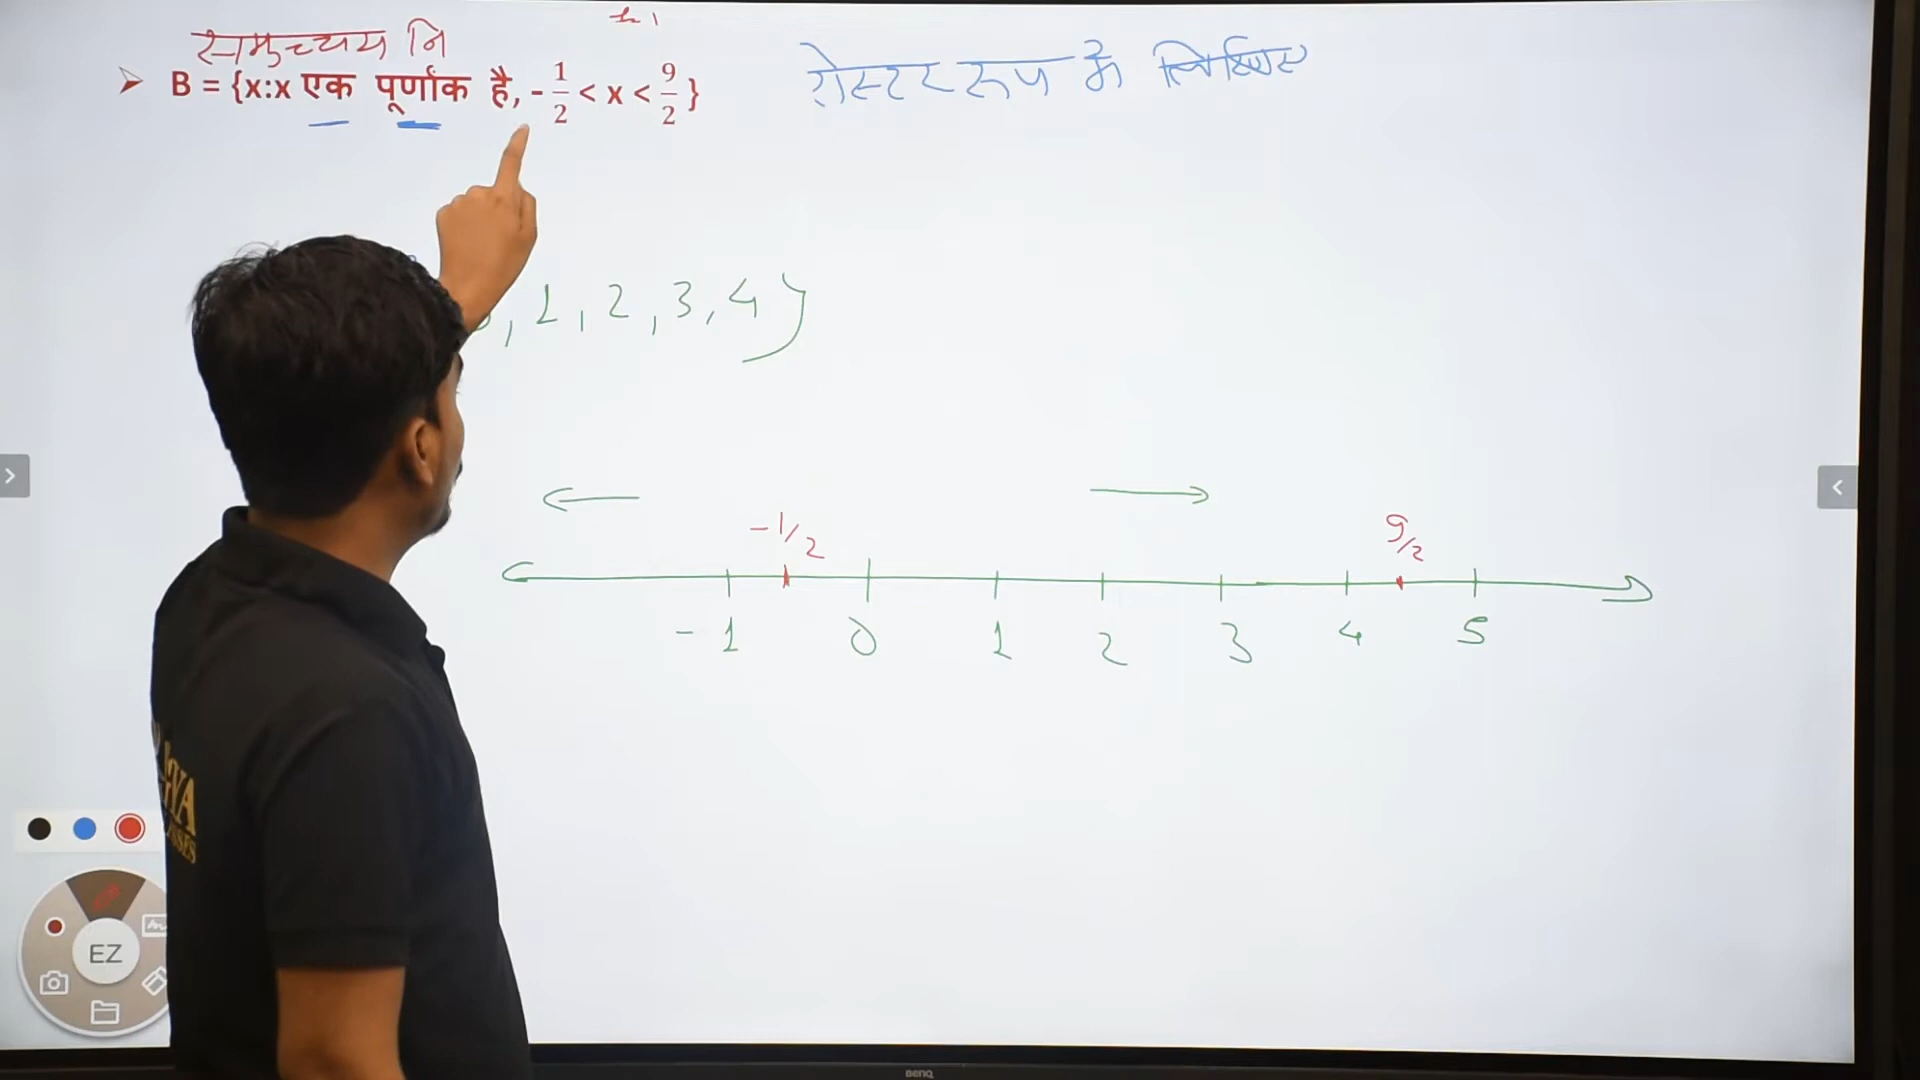 समुच्चय नि
➢ B = {x:x एक पूर्णांक है, - 1/2 < x < 9/2 }
रोस्टर रूप में लिखिए
, 1, 2, 3, 4 }
-1/2 9/2
-1 0 1 2 3 4 5
EZ
BenQ